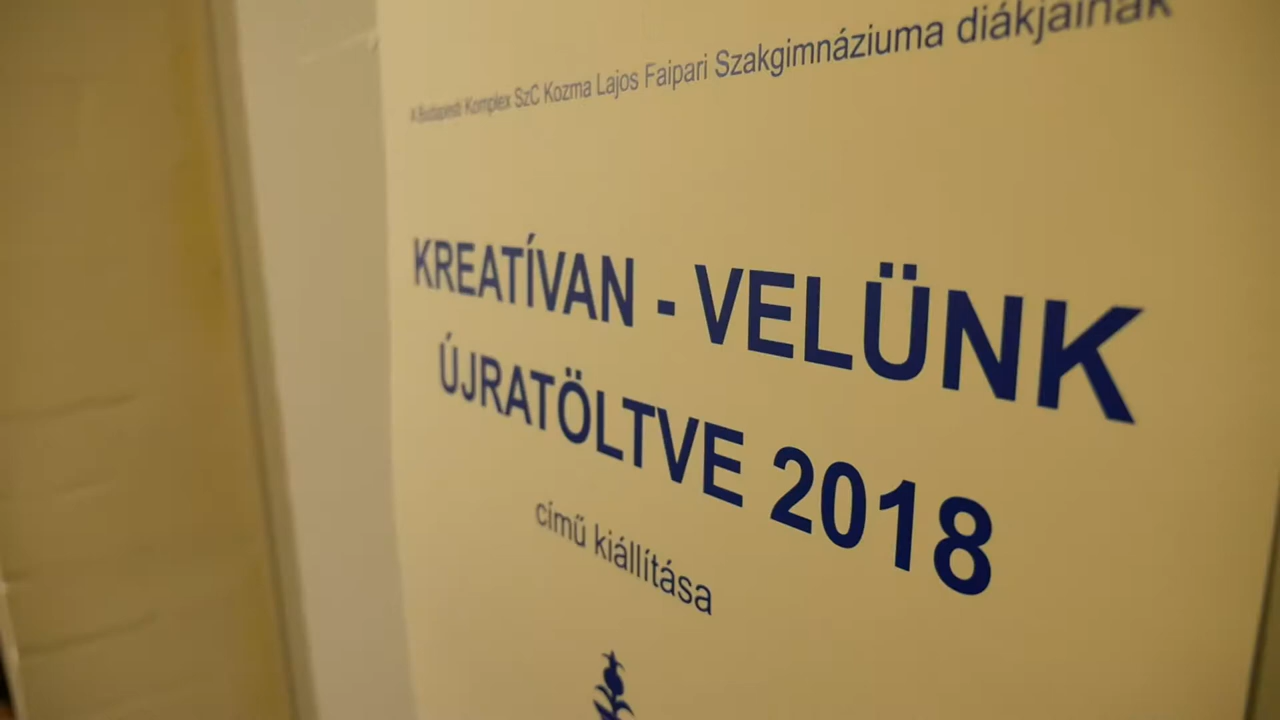 A Budapesti Komplex SzC Kozma Lajos Faipari Szakgimnáziuma diákjainak
KREATÍVAN - VELÜNK
ÚJRATÖLTVE 2018
című kiállítása